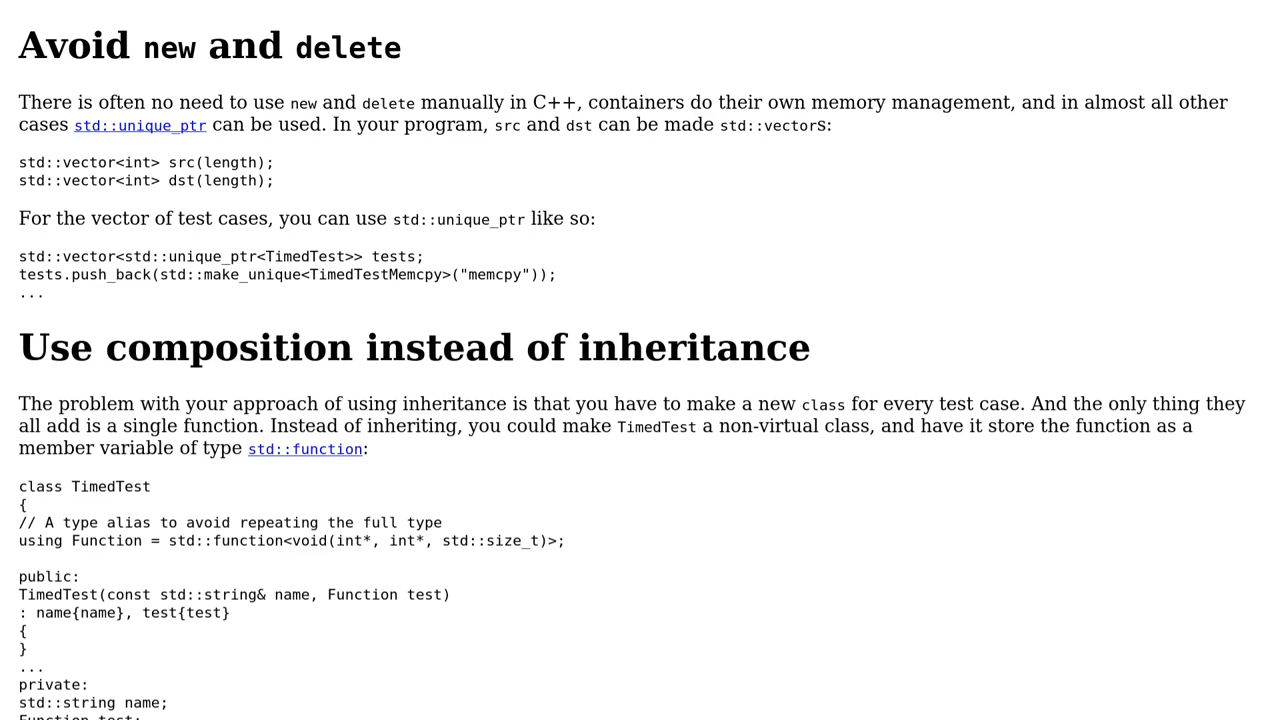 Avoid new and delete
There is often no need to use new and delete manually in C++, containers do their own memory management, and in almost all other
cases std::unique_ptr can be used. In your program, src and dst can be made std::vectors:
std::vector<int> src(length);
std::vector<int> dst(length);
For the vector of test cases, you can use std::unique_ptr like so:
std::vector<std::unique_ptr<TimedTest>> tests;
tests.push_back(std::make_unique<TimedTestMemcpy>("memcpy"));
...
Use composition instead of inheritance
The problem with your approach of using inheritance is that you have to make a new class for every test case. And the only thing they
all add is a single function. Instead of inheriting, you could make TimedTest a non-virtual class, and have it store the function as a
member variable of type std::function:
class TimedTest
{
// A type alias to avoid repeating the full type
using Function = std::function<void(int*, int*, std::size_t)>;
public:
TimedTest(const std::string& name, Function test)
: name{name}, test{test}
{
}
...
private:
std::string name;
Function test;